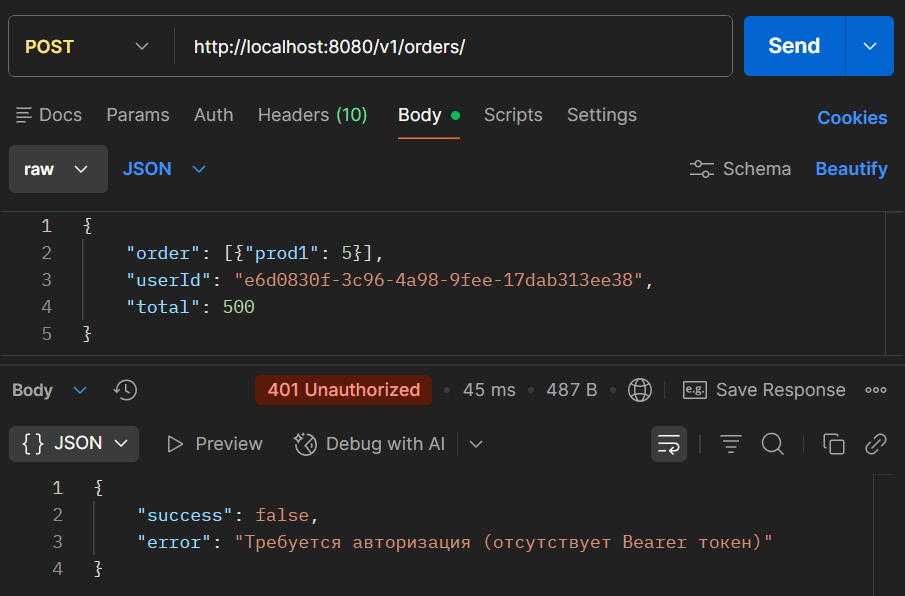 POST http://localhost:8080/v1/orders/ Send
Docs Params Auth Headers (10) Body Scripts Settings Cookies
raw JSON Schema Beautify
1 {
2 "order": [{"prod1": 5}],
3 "userId": "e6d0830f-3c96-4a98-9fee-17dab313ee38",
4 "total": 500
5 }
Body 401 Unauthorized • 45 ms • 487 B • e.g. Save Response
{} JSON Preview Debug with AI
1 {
2 "success": false,
3 "error": "Требуется авторизация (отсутствует Bearer токен)"
4 }